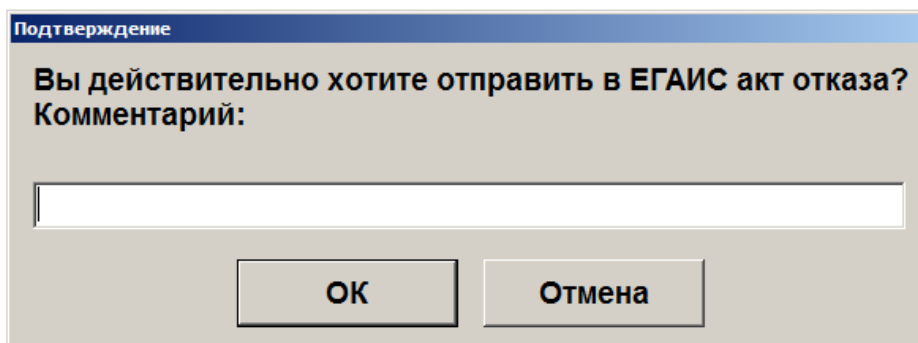 Подтверждение
Вы действительно хотите отправить в ЕГАИС акт отказа?
Комментарий:
ОК
Отмена